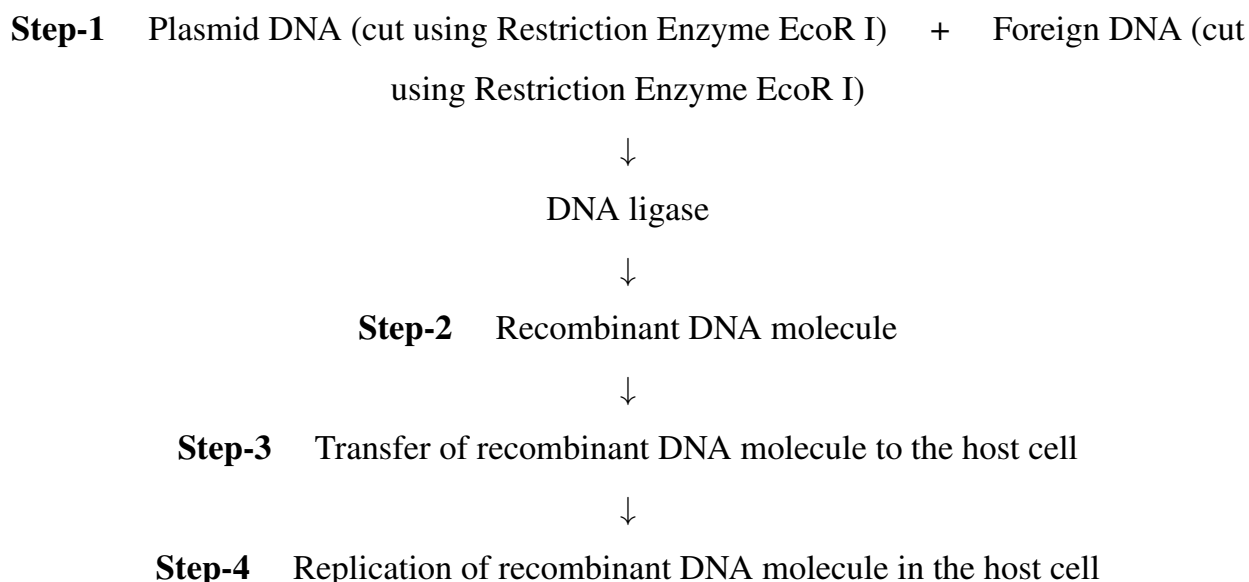 Step-1 Plasmid DNA (cut using Restriction Enzyme EcoR I) + Foreign DNA (cut
using Restriction Enzyme EcoR I)
↓
DNA ligase
↓
Step-2 Recombinant DNA molecule
↓
Step-3 Transfer of recombinant DNA molecule to the host cell
↓
Step-4 Replication of recombinant DNA molecule in the host cell